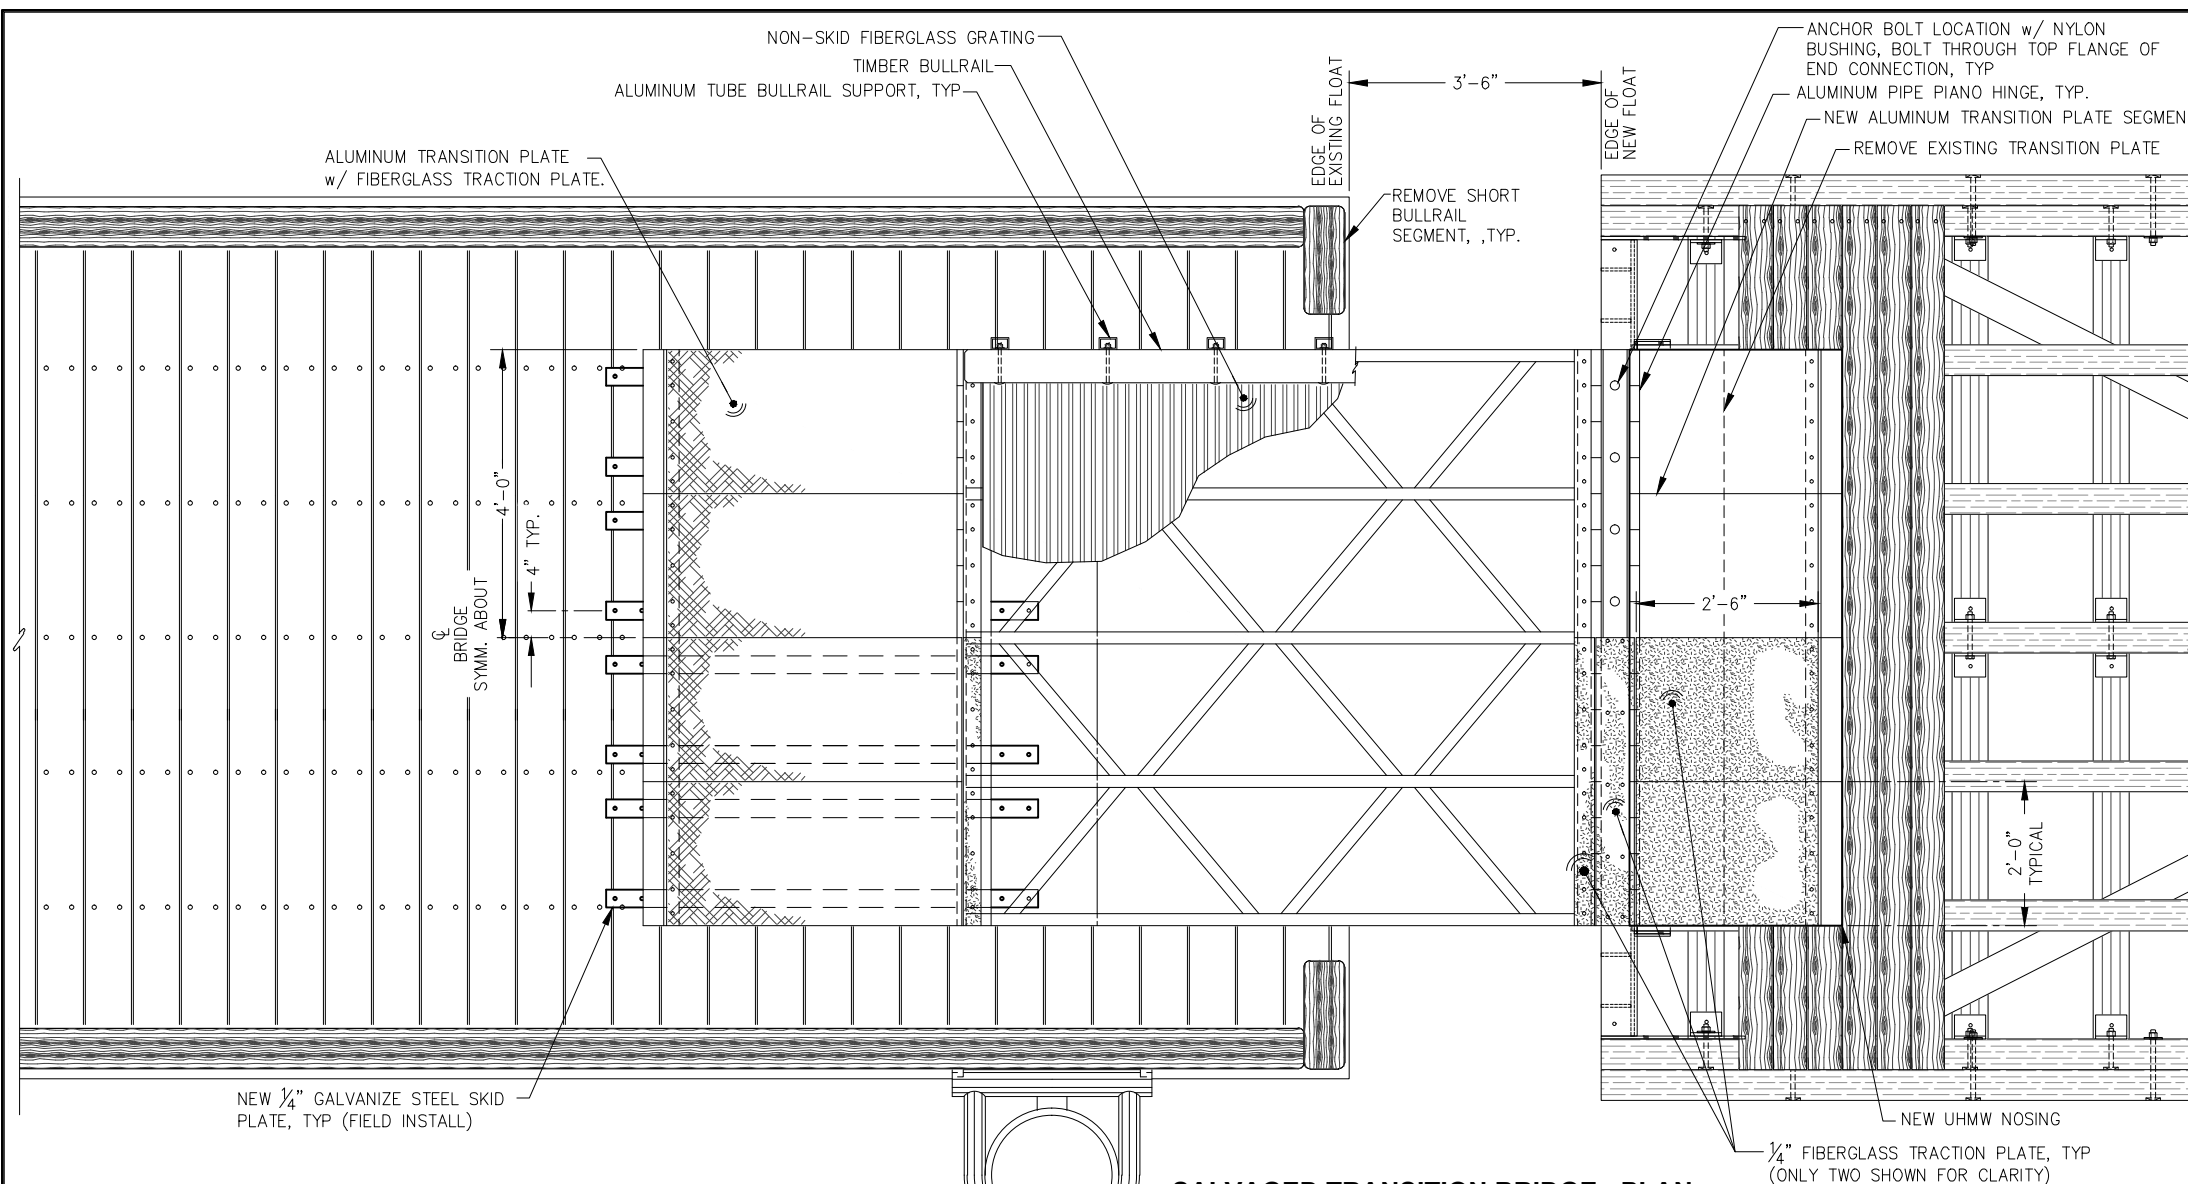 NON-SKID FIBERGLASS GRATING
TIMBER BULLRAIL
ALUMINUM TUBE BULLRAIL SUPPORT, TYP
ALUMINUM TRANSITION PLATE
w/ FIBERGLASS TRACTION PLATE.
EDGE OF
EXISTING FLOAT
3'-6"
EDGE OF
NEW FLOAT
ANCHOR BOLT LOCATION w/ NYLON
BUSHING, BOLT THROUGH TOP FLANGE OF
END CONNECTION, TYP
ALUMINUM PIPE PIANO HINGE, TYP.
NEW ALUMINUM TRANSITION PLATE SEGMEN
REMOVE EXISTING TRANSITION PLATE
REMOVE SHORT
BULLRAIL
SEGMENT, ,TYP.
4'-0"
4" TYP.
℄
BRIDGE
SYMM. ABOUT
2'-6"
2'-0"
TYPICAL
NEW 1/4" GALVANIZE STEEL SKID
PLATE, TYP (FIELD INSTALL)
NEW UHMW NOSING
1/4" FIBERGLASS TRACTION PLATE, TYP
(ONLY TWO SHOWN FOR CLARITY)
SALVAGED TRANSITION BRIDGE - PLAN